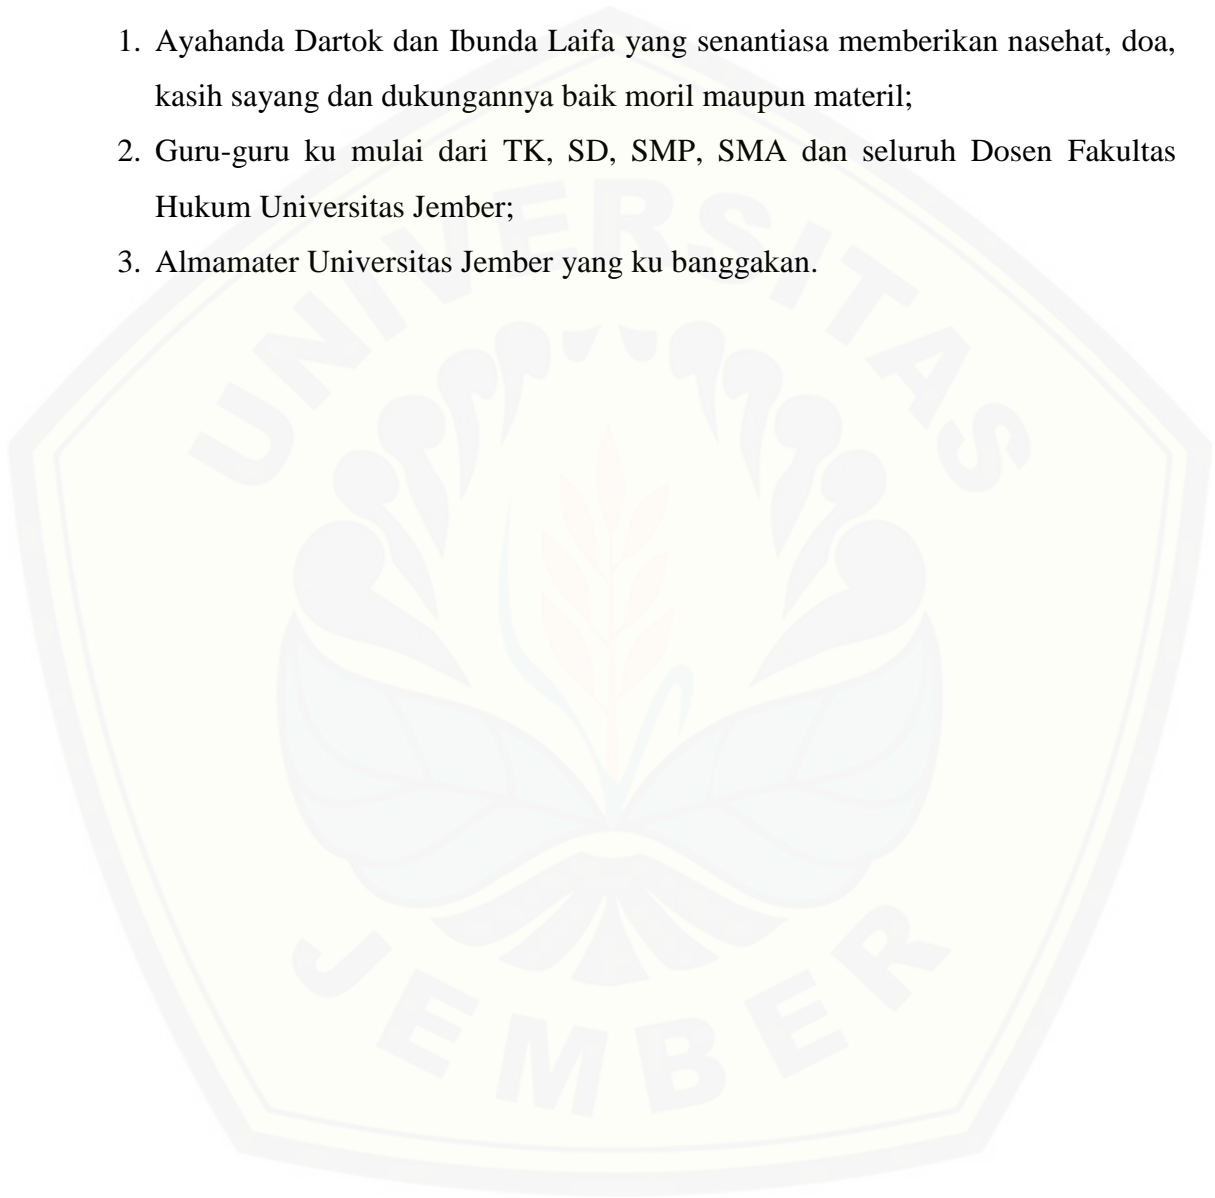 1. Ayahanda Dartok dan Ibunda Laifa yang senantiasa memberikan nasehat, doa,
kasih sayang dan dukungannya baik moril maupun materil;
2. Guru-guru ku mulai dari TK, SD, SMP, SMA dan seluruh Dosen Fakultas
Hukum Universitas Jember;
3. Almamater Universitas Jember yang ku banggakan.
UNIVERSITAS
JEMBER